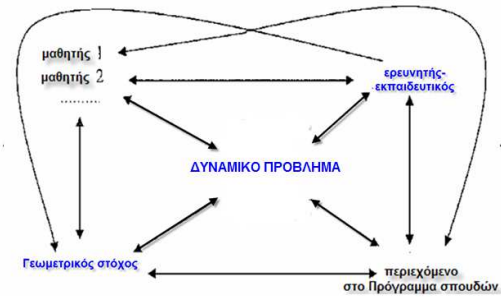 μαθητής 1
μαθητής 2
............
ερευνητής-
εκπαιδευτικός
ΔΥΝΑΜΙΚΟ ΠΡΟΒΛΗΜΑ
Γεωμετρικός στόχος
περιεχόμενο
στο Πρόγραμμα σπουδών